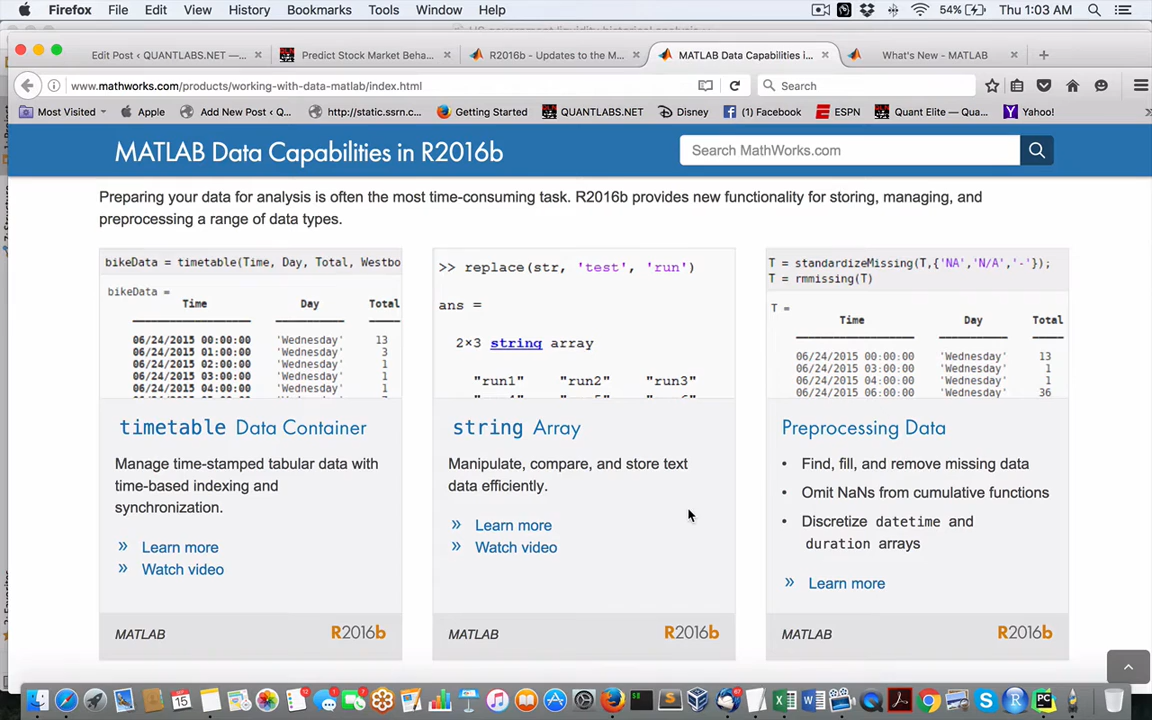 Firefox File Edit View History Bookmarks Tools Window Help 54% Thu 1:03 AM
Edit Post ‹ QUANTLABS.NET —... Predict Stock Market Beha... R2016b - Updates to the M... MATLAB Data Capabilities i... What's New - MATLAB
www.mathworks.com/products/working-with-data-matlab/index.html Search
Most Visited Apple Add New Post ‹ Q... http://static.ssrn.c... Getting Started QUANTLABS.NET Disney (1) Facebook ESPN Quant Elite — Qua... Yahoo!
MATLAB Data Capabilities in R2016b Search MathWorks.com
Preparing your data for analysis is often the most time-consuming task. R2016b provides new functionality for storing, managing, and
preprocessing a range of data types.
bikeData = timetable(Time, Day, Total, Westbo
bikeData =
Time Day Total
06/24/2015 00:00:00 'Wednesday' 13
06/24/2015 01:00:00 'Wednesday' 3
06/24/2015 02:00:00 'Wednesday' 1
06/24/2015 03:00:00 'Wednesday' 1
06/24/2015 04:00:00 'Wednesday' 1
timetable Data Container
Manage time-stamped tabular data with
time-based indexing and
synchronization.
» Learn more
» Watch video
MATLAB R2016b
>> replace(str, 'test', 'run')
ans =
2×3 string array
"run1" "run2" "run3"
string Array
Manipulate, compare, and store text
data efficiently.
» Learn more
» Watch video
MATLAB R2016b
T = standardizeMissing(T,{'NA','N/A','-'});
T = rmmissing(T)
T =
Time Day Total
06/24/2015 00:00:00 'Wednesday' 13
06/24/2015 03:00:00 'Wednesday' 1
06/24/2015 04:00:00 'Wednesday' 1
06/24/2015 06:00:00 'Wednesday' 36
Preprocessing Data
• Find, fill, and remove missing data
• Omit NaNs from cumulative functions
• Discretize datetime and
duration arrays
» Learn more
MATLAB R2016b